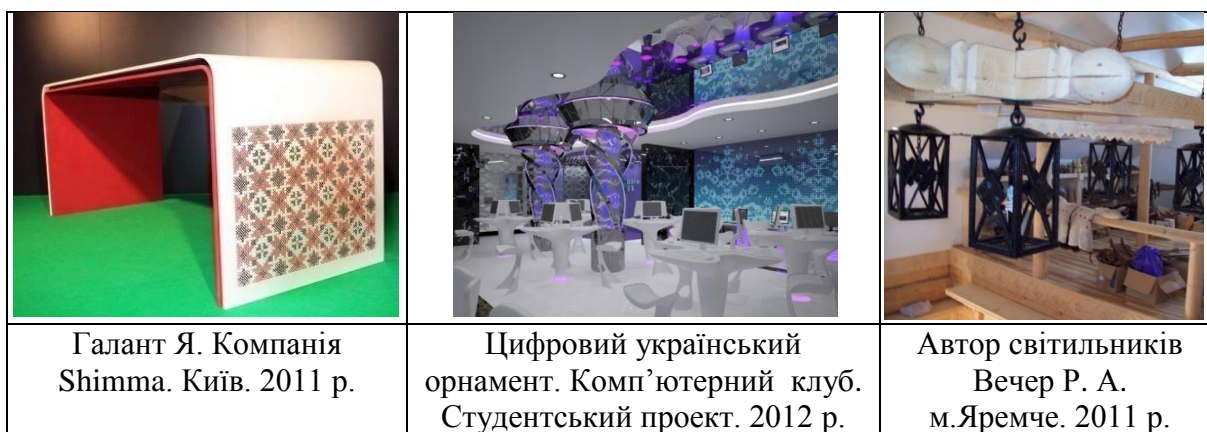 Галант Я. Компанія
Shimma. Київ. 2011 р.
Цифровий український
орнамент. Комп’ютерний клуб.
Студентський проект. 2012 р.
Автор світильників
Вечер Р. А.
м.Яремче. 2011 р.